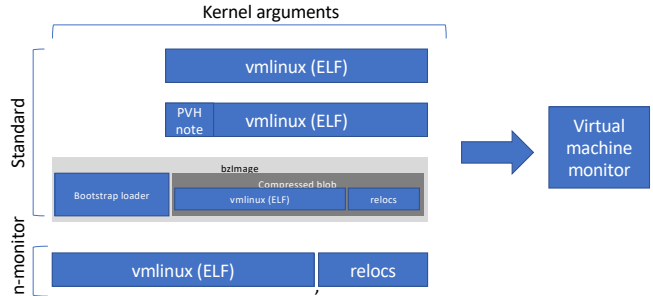 Kernel arguments
Standard
vmlinux (ELF)
PVH
note
vmlinux (ELF)
bzImage
Bootstrap loader
Compressed blob
vmlinux (ELF)
relocs
Virtual
machine
monitor
n-monitor
vmlinux (ELF)
,
relocs